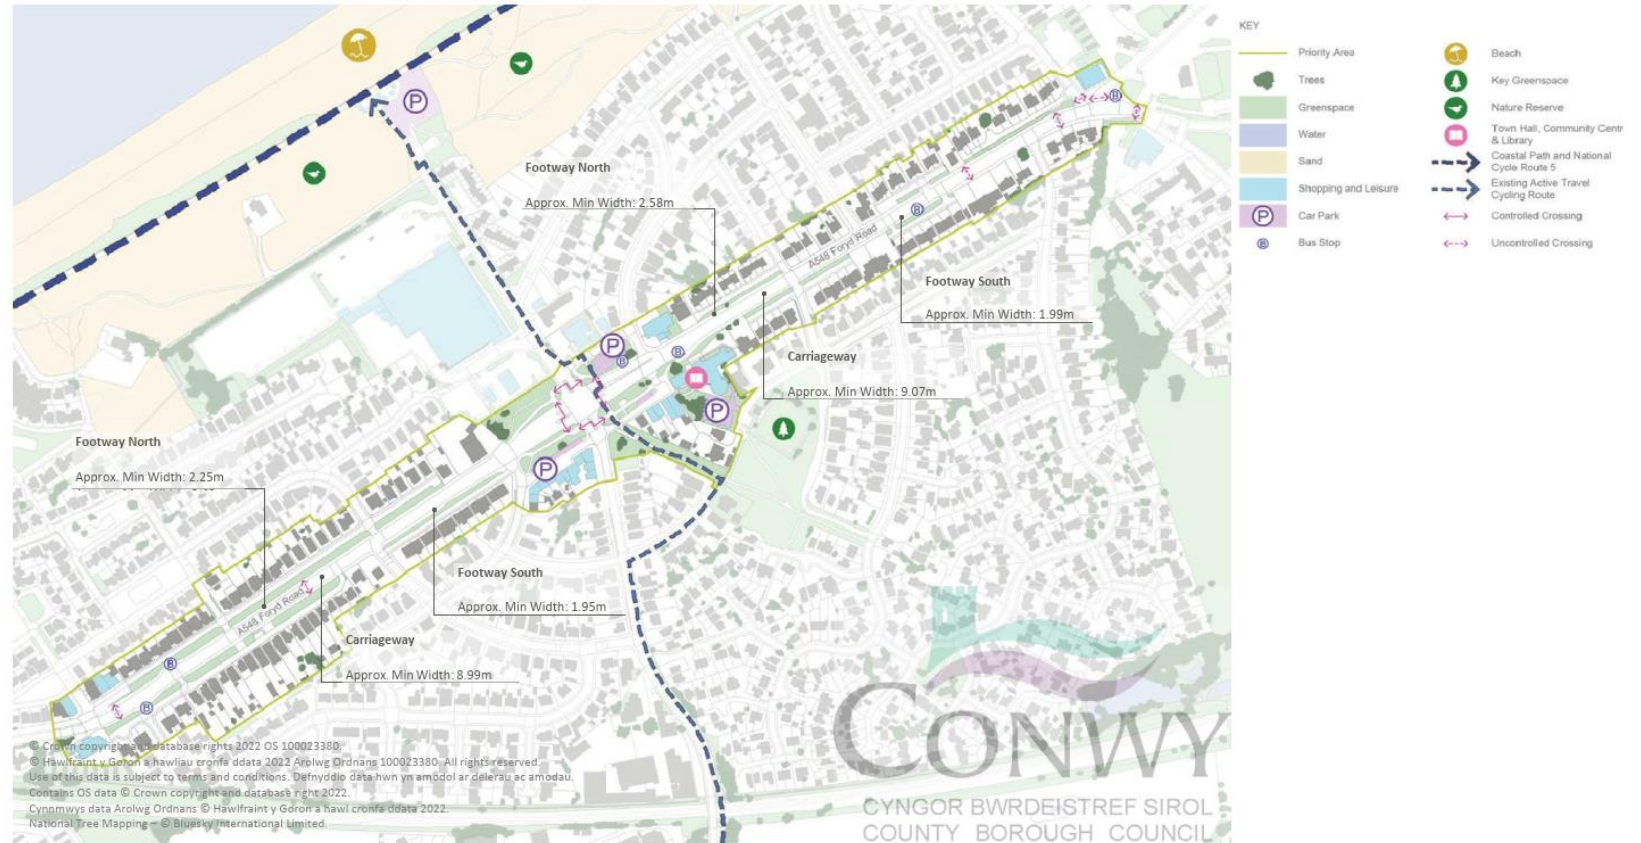 Footway North
Approx. Min Width: 2.58m
A548 Foryd Road
Footway South
Approx. Min Width: 1.99m
Carriageway
Approx. Min Width: 9.07m
Footway North
Approx. Min Width: 2.25m
Footway South
Approx. Min Width: 1.95m
A548 Foryd Road
Carriageway
Approx. Min Width: 8.99m
P
P
P
P
B
B
B
B
B
B
© Crown copyright and database rights 2022 OS 100023380.
© Hawlfraint y Goron a hawliau cronfa ddata 2022 Arolwg Ordnans 100023380. All rights reserved.
Use of this data is subject to terms and conditions. Defnyddio data hwn yn amodol ar delerau ac amodau.
Contains OS data © Crown copyright and database right 2022.
Cynnwys data Arolwg Ordnans © Hawlfraint y Goron a hawl cronfa ddata 2022.
National Tree Mapping – © Bluesky International Limited.
CONWY
CYNGOR BWRDEISTREF SIROL
COUNTY BOROUGH COUNCIL
KEY
Priority Area
Trees
Greenspace
Water
Sand
Shopping and Leisure
P Car Park
B Bus Stop
Beach
Key Greenspace
Nature Reserve
Town Hall, Community Centr
& Library
Coastal Path and National
Cycle Route 5
Existing Active Travel
Cycling Route
Controlled Crossing
Uncontrolled Crossing